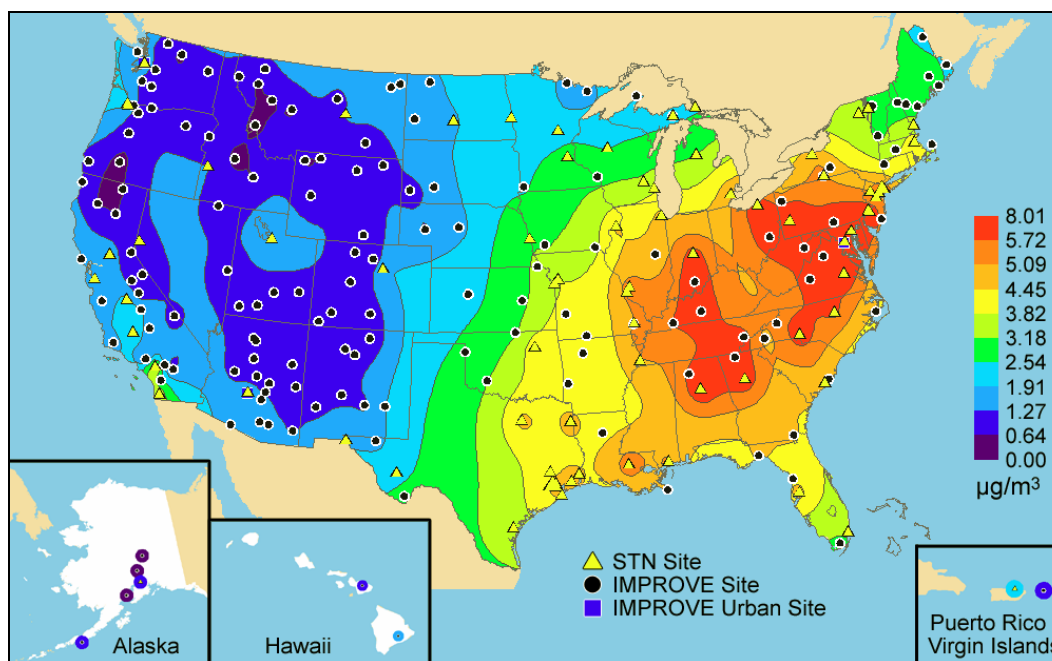 8.01
5.72
5.09
4.45
3.82
3.18
2.54
1.91
1.27
0.64
0.00
µg/m³
STN Site
IMPROVE Site
IMPROVE Urban Site
Alaska
Hawaii
Puerto Rico
Virgin Islands